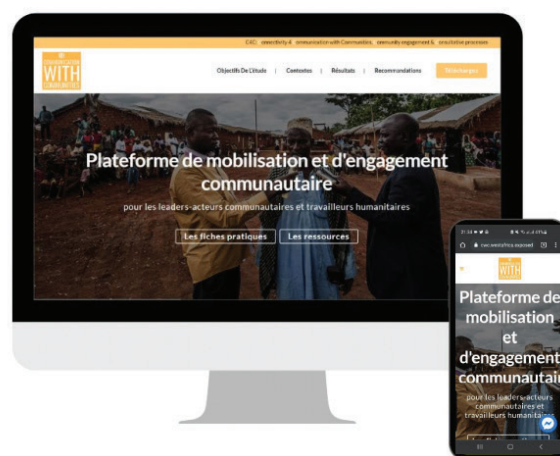 COMMUNICATION
WITH
COMMUNITIES
Objectifs De L'étude | Contextes | Résultats | Recommandations
Plateforme de mobilisation et d'engagement
communautaire
pour les leaders-acteurs communautaires et travailleurs humanitaires
Les fiches pratiques Les ressources
WITH
Plateforme de
mobilisation
et
d'engagement
communautai
pour les leaders-acteurs
communautaires et
travailleurs humanitaires